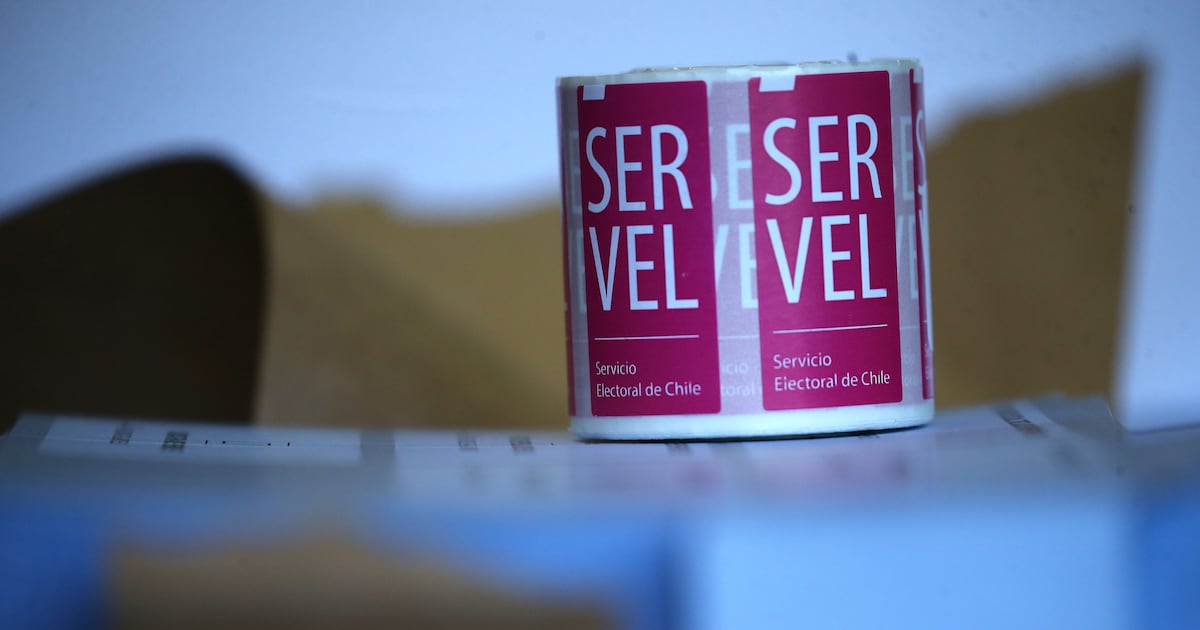 SER
VEL
Servicio
Electoral de Chile
SER
VEL
Servicio
Electoral de Chile